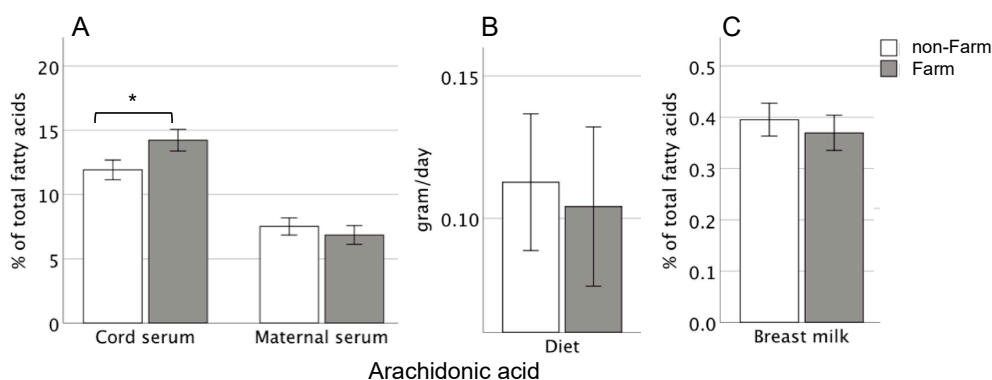 A
B
C
non-Farm
Farm
% of total fatty acids
20
15
10
5
0
*
Cord serum
Maternal serum
gram/day
0.15
0.10
Diet
% of total fatty acids
0.5
0.4
0.3
0.2
0.1
0.0
Breast milk
Arachidonic acid